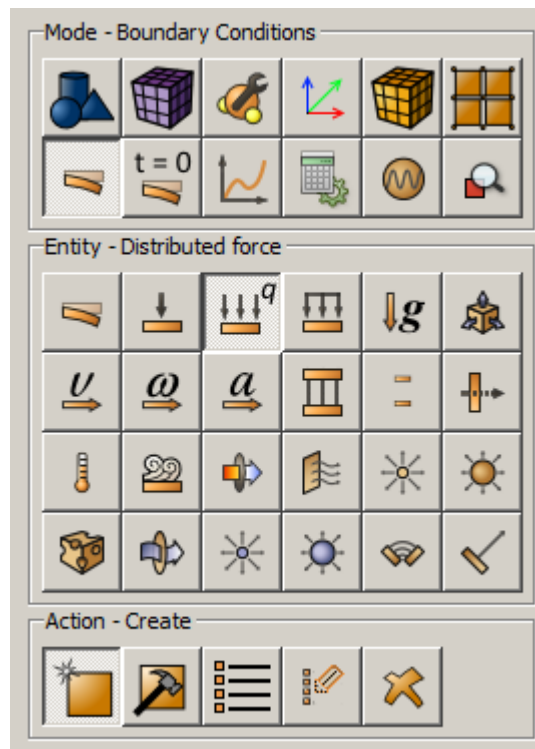 Mode - Boundary Conditions
t = 0
Entity - Distributed force
q
g
υ ω a
Action - Create